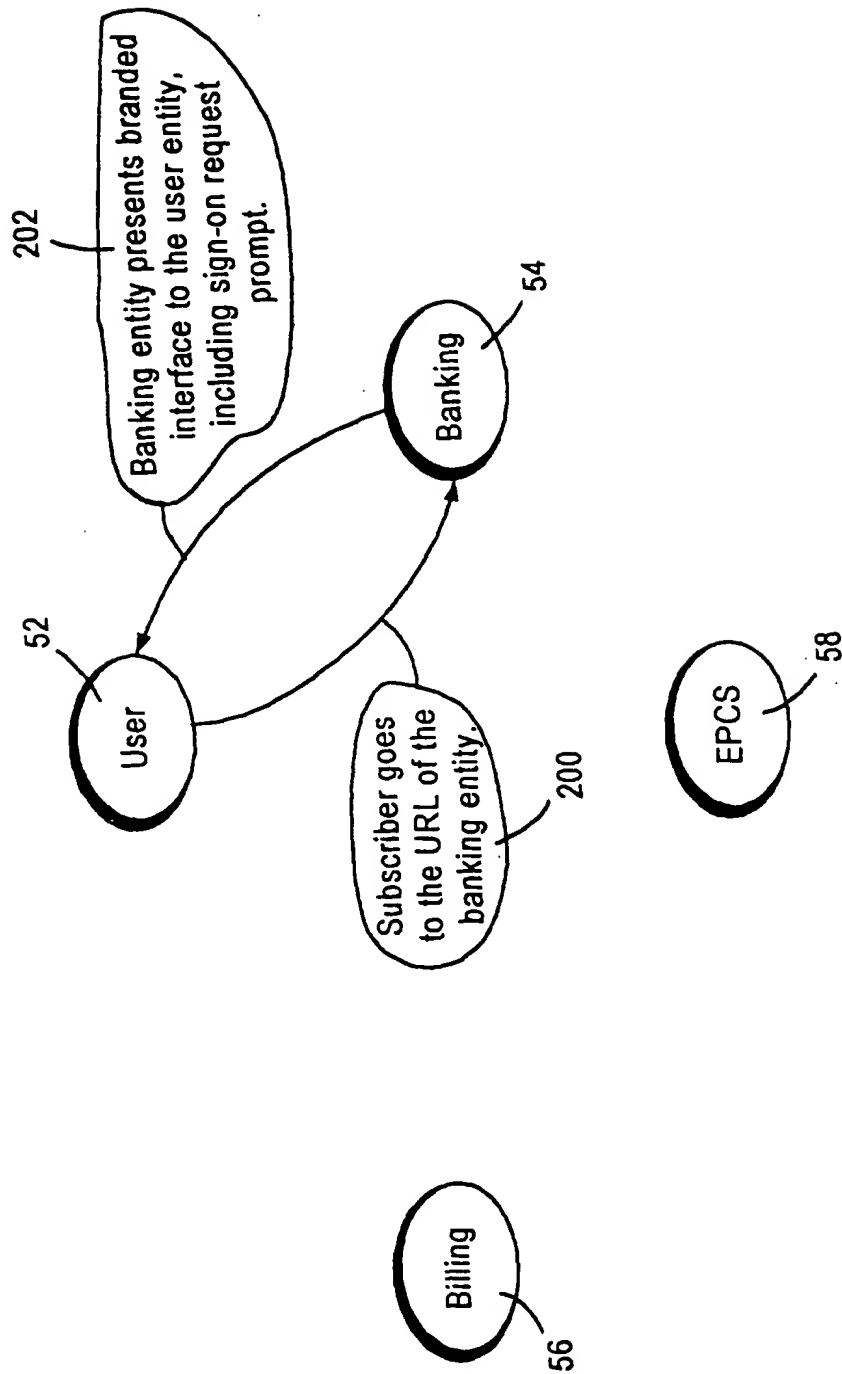 202
Banking entity presents branded
interface to the user entity,
including sign-on request
prompt.
52
User
54
Banking
Subscriber goes
to the URL of the
banking entity.
200
Billing
56
EPCS
58